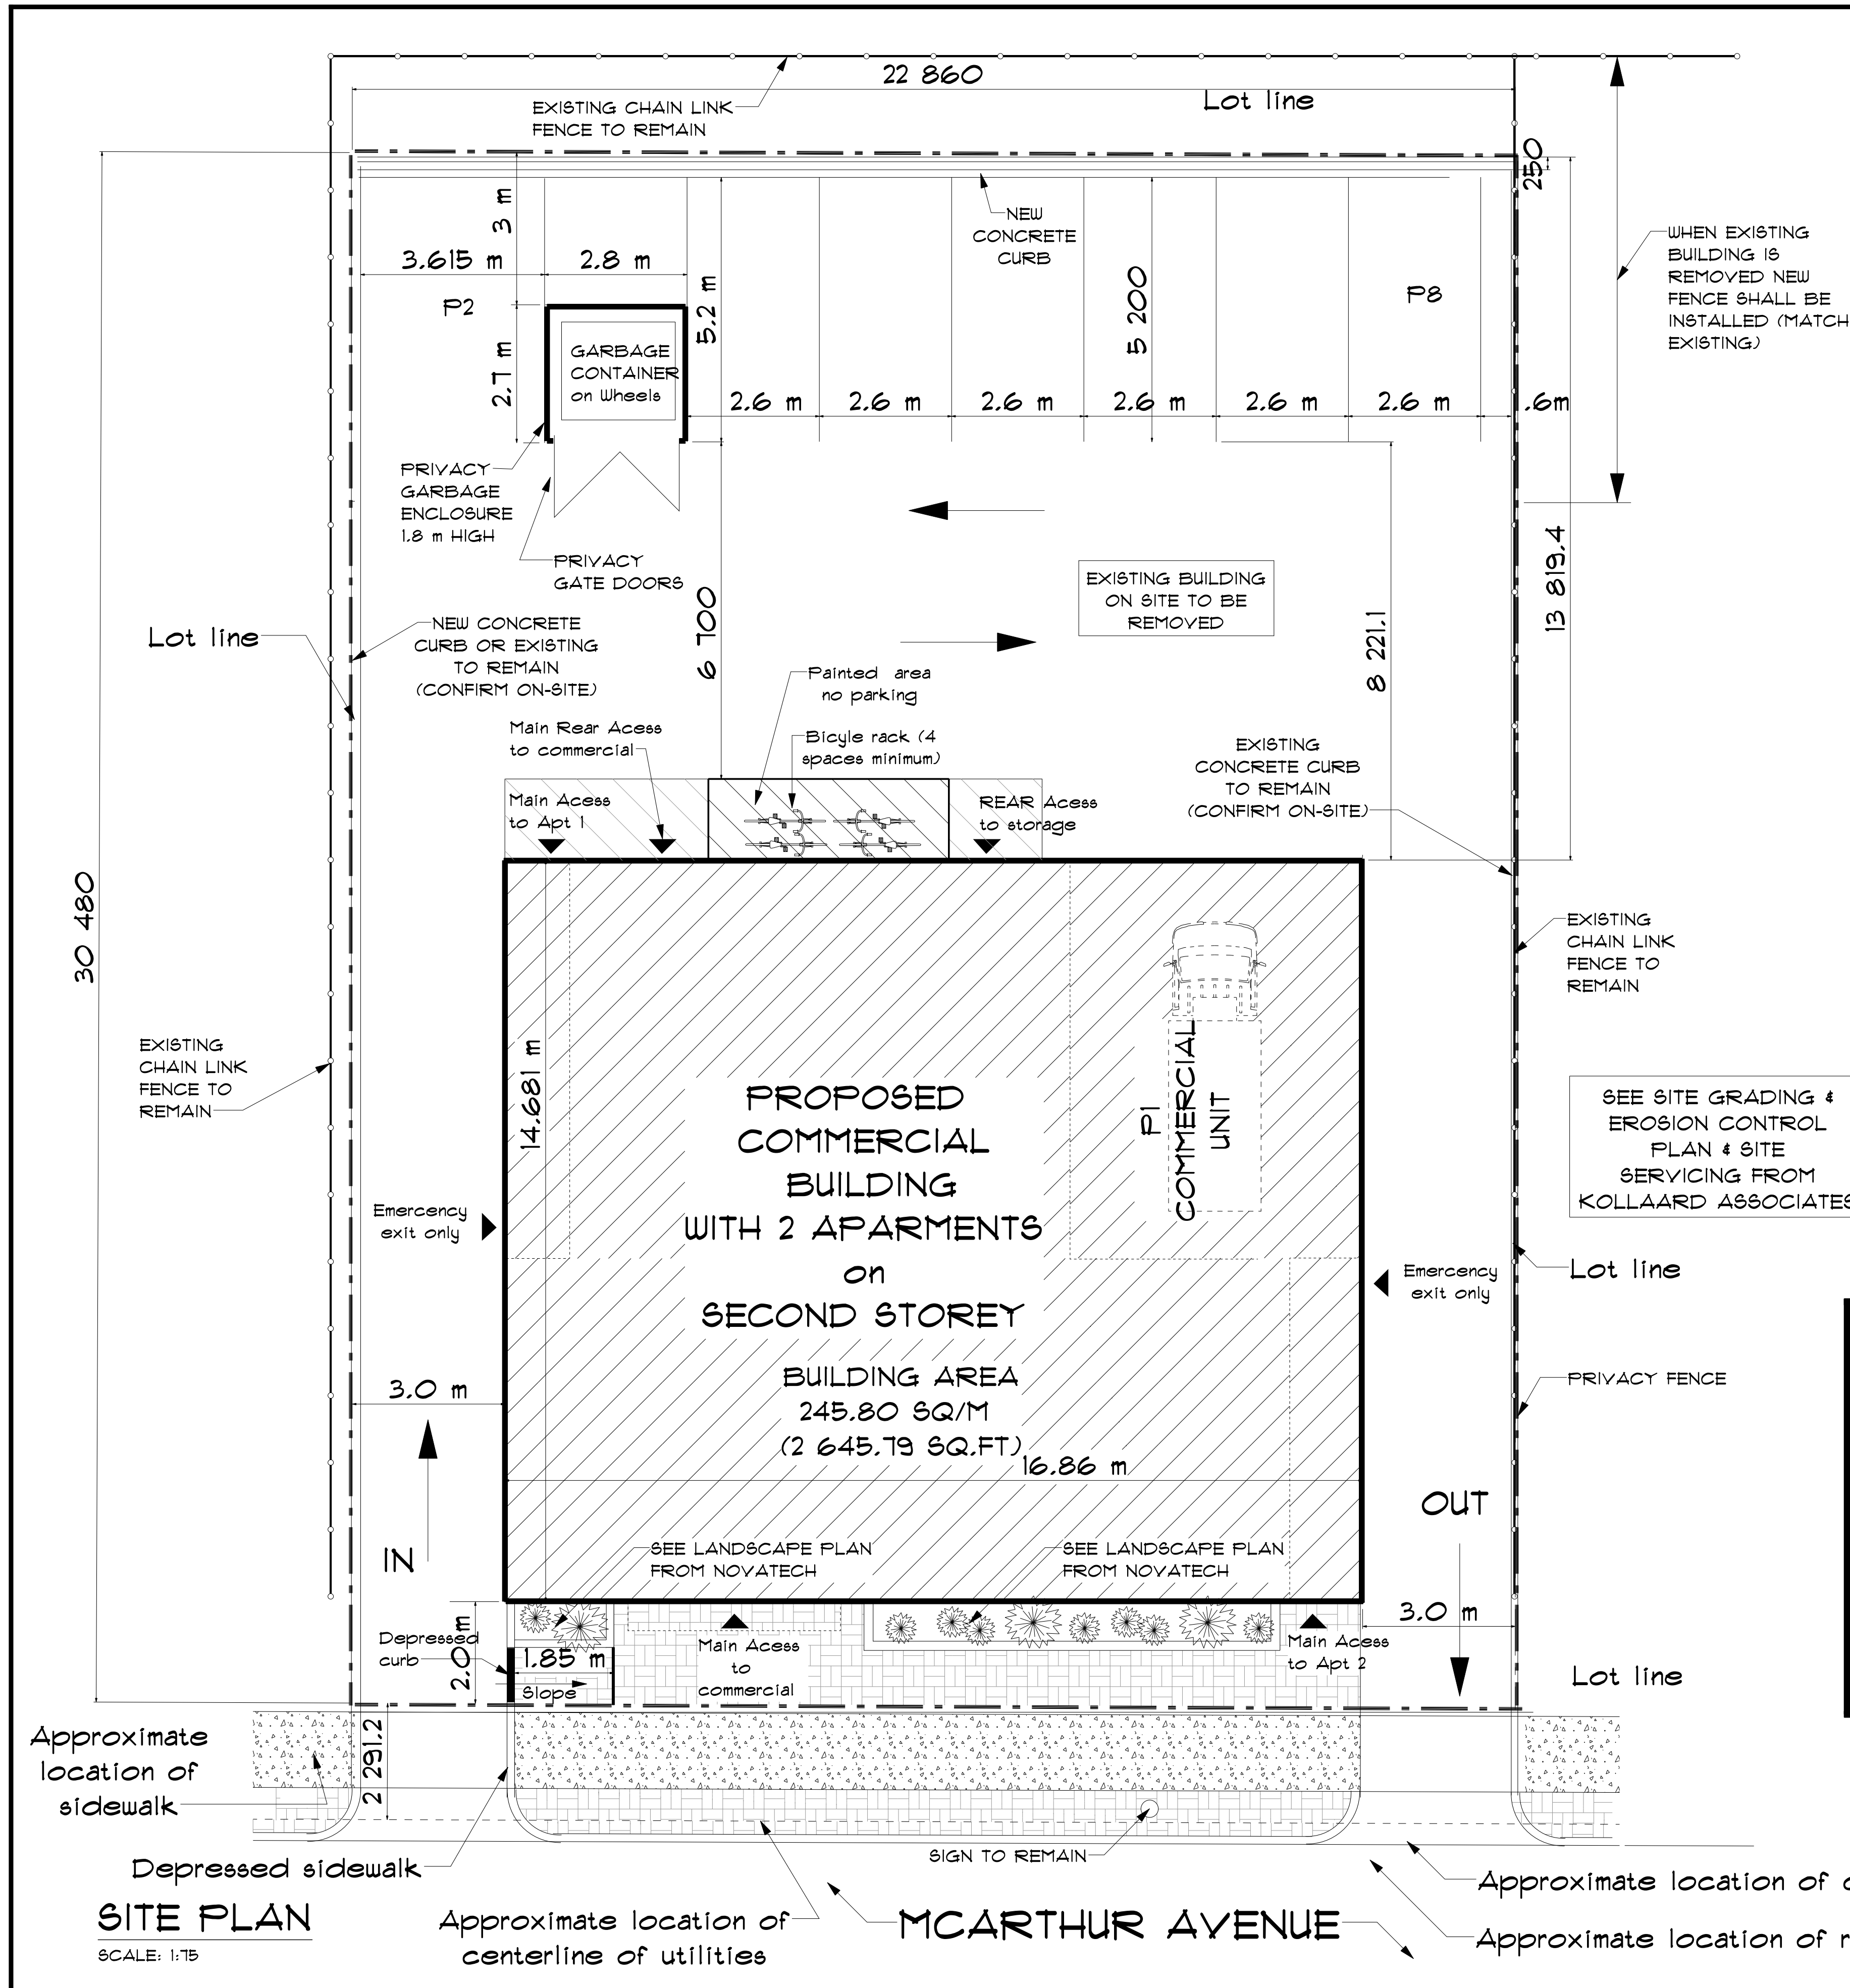 22 860
EXISTING CHAIN LINK
FENCE TO REMAIN
Lot line
250
3 m
NEW
CONCRETE
CURB
WHEN EXISTING
BUILDING IS
REMOVED NEW
FENCE SHALL BE
INSTALLED (MATCH
EXISTING)
3.615 m
2.8 m
P2
5.2 m
5 200
P8
2.7 m
GARBAGE
CONTAINER
on Wheels
2.6 m
2.6 m
2.6 m
2.6 m
2.6 m
2.6 m
.6m
PRIVACY
GARBAGE
ENCLOSURE
1.8 m HIGH
PRIVACY
GATE DOORS
EXISTING BUILDING
ON SITE TO BE
REMOVED
13 819.4
6 700
8 221.1
Lot line
NEW CONCRETE
CURB OR EXISTING
TO REMAIN
(CONFIRM ON-SITE)
Painted area
no parking
Main Rear Acess
to commercial
Bicyle rack (4
spaces minimum)
EXISTING
CONCRETE CURB
TO REMAIN
(CONFIRM ON-SITE)
Main Acess
to Apt 1
REAR Acess
to storage
30 480
EXISTING
CHAIN LINK
FENCE TO
REMAIN
EXISTING
CHAIN LINK
FENCE TO
REMAIN
14.681 m
P1
COMMERCIAL
UNIT
PROPOSED
COMMERCIAL
BUILDING
WITH 2 APARMENTS
on
SECOND STOREY
BUILDING AREA
245.80 SQ/M
(2 645.79 SQ.FT)
16.86 m
SEE SITE GRADING &
EROSION CONTROL
PLAN & SITE
SERVICING FROM
KOLLAARD ASSOCIATES
Emercency
exit only
Emercency
exit only
Lot line
PRIVACY FENCE
3.0 m
IN
OUT
SEE LANDSCAPE PLAN
FROM NOVATECH
SEE LANDSCAPE PLAN
FROM NOVATECH
3.0 m
Depressed
curb
2.0 m
1.85 m
Slope
Main Acess
to
commercial
Main Acess
to Apt 2
Lot line
Approximate
location of
sidewalk
2 291.2
Depressed sidewalk
SIGN TO REMAIN
Approximate location of
SITE PLAN
SCALE: 1:75
Approximate location of
centerline of utilities
MCARTHUR AVENUE
Approximate location of